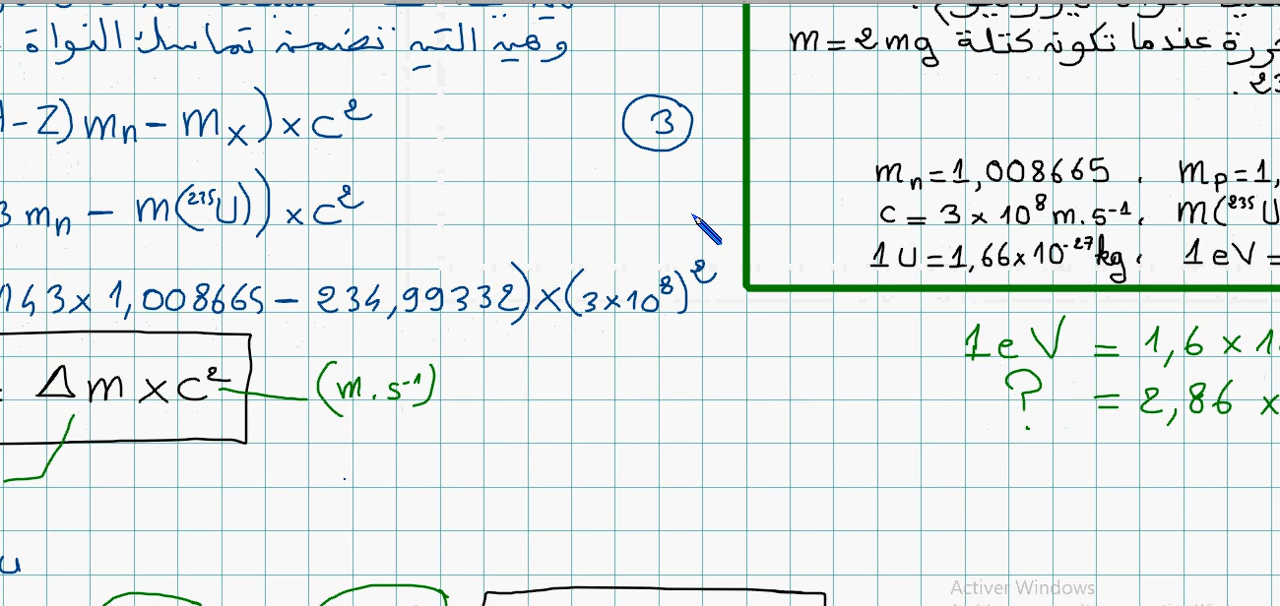 وهي التي تضمن تماسك النواة
-Z) mₙ - mₓ) × c²
③
3 mₙ - m(²³⁵U)) × c²
143 × 1,008665 - 234,99332) × (3×10⁸)²
Δm × c² (m.s⁻¹)
u
عندما تكون كتلة m = 2 mg
mₙ = 1,008665 , m_P = 1,
c = 3 × 10⁸ m.s⁻¹, m(²³⁵U
1 U = 1,66×10⁻²⁷ kg, 1 eV =
1 eV = 1,6 × 1
? = 2,86 ×
Activer Windows